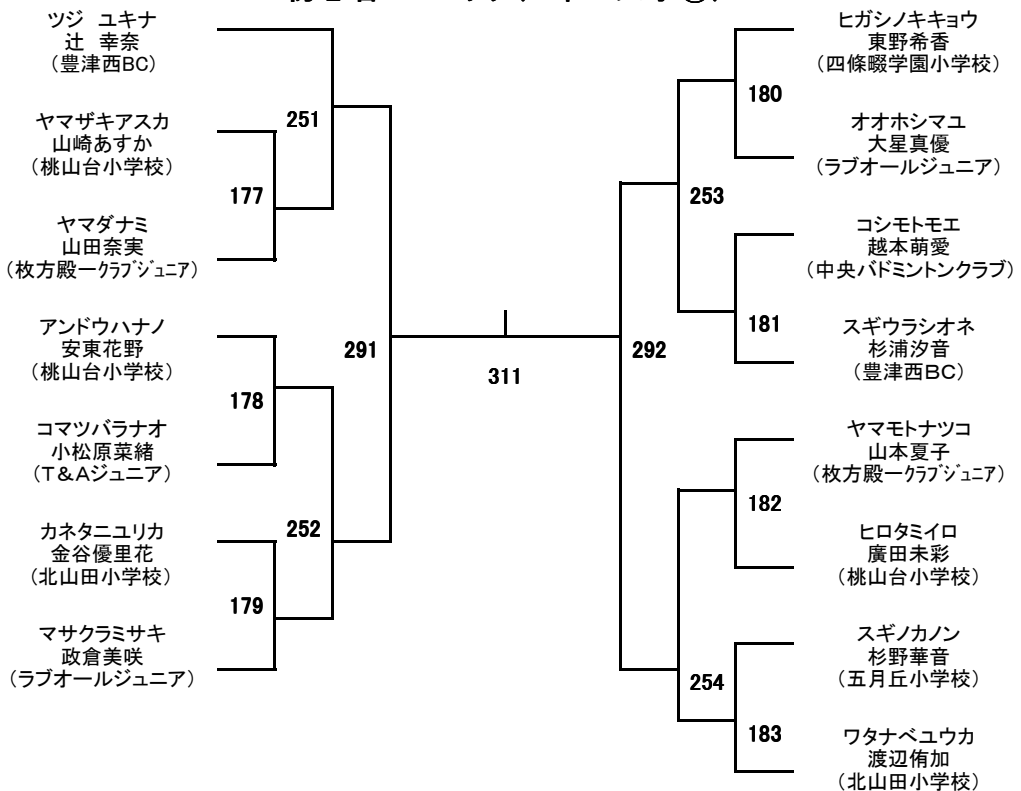 ツジ ユキナ
辻 幸奈
(豊津西BC)
ヤマザキアスカ
山崎あすか
(桃山台小学校)
ヤマダナミ
山田奈実
(枚方殿一クラブジュニア)
アンドウハナノ
安東花野
(桃山台小学校)
コマツバラナオ
小松原菜緒
(T&Aジュニア)
カネタニユリカ
金谷優里花
(北山田小学校)
マサクラミサキ
政倉美咲
(ラブオールジュニア)
251
177
178
252
179
291
311
292
ヒガシノキキョウ
東野希香
(四條畷学園小学校)
オオホシマユ
大星真優
(ラブオールジュニア)
コシモトモエ
越本萌愛
(中央バドミントンクラブ)
スギウラシオネ
杉浦汐音
(豊津西BC)
ヤマモトナツコ
山本夏子
(枚方殿一クラブジュニア)
ヒロタミイロ
廣田未彩
(桃山台小学校)
スギノカノン
杉野華音
(五月丘小学校)
ワタナベユウカ
渡辺侑加
(北山田小学校)
180
253
181
182
254
183